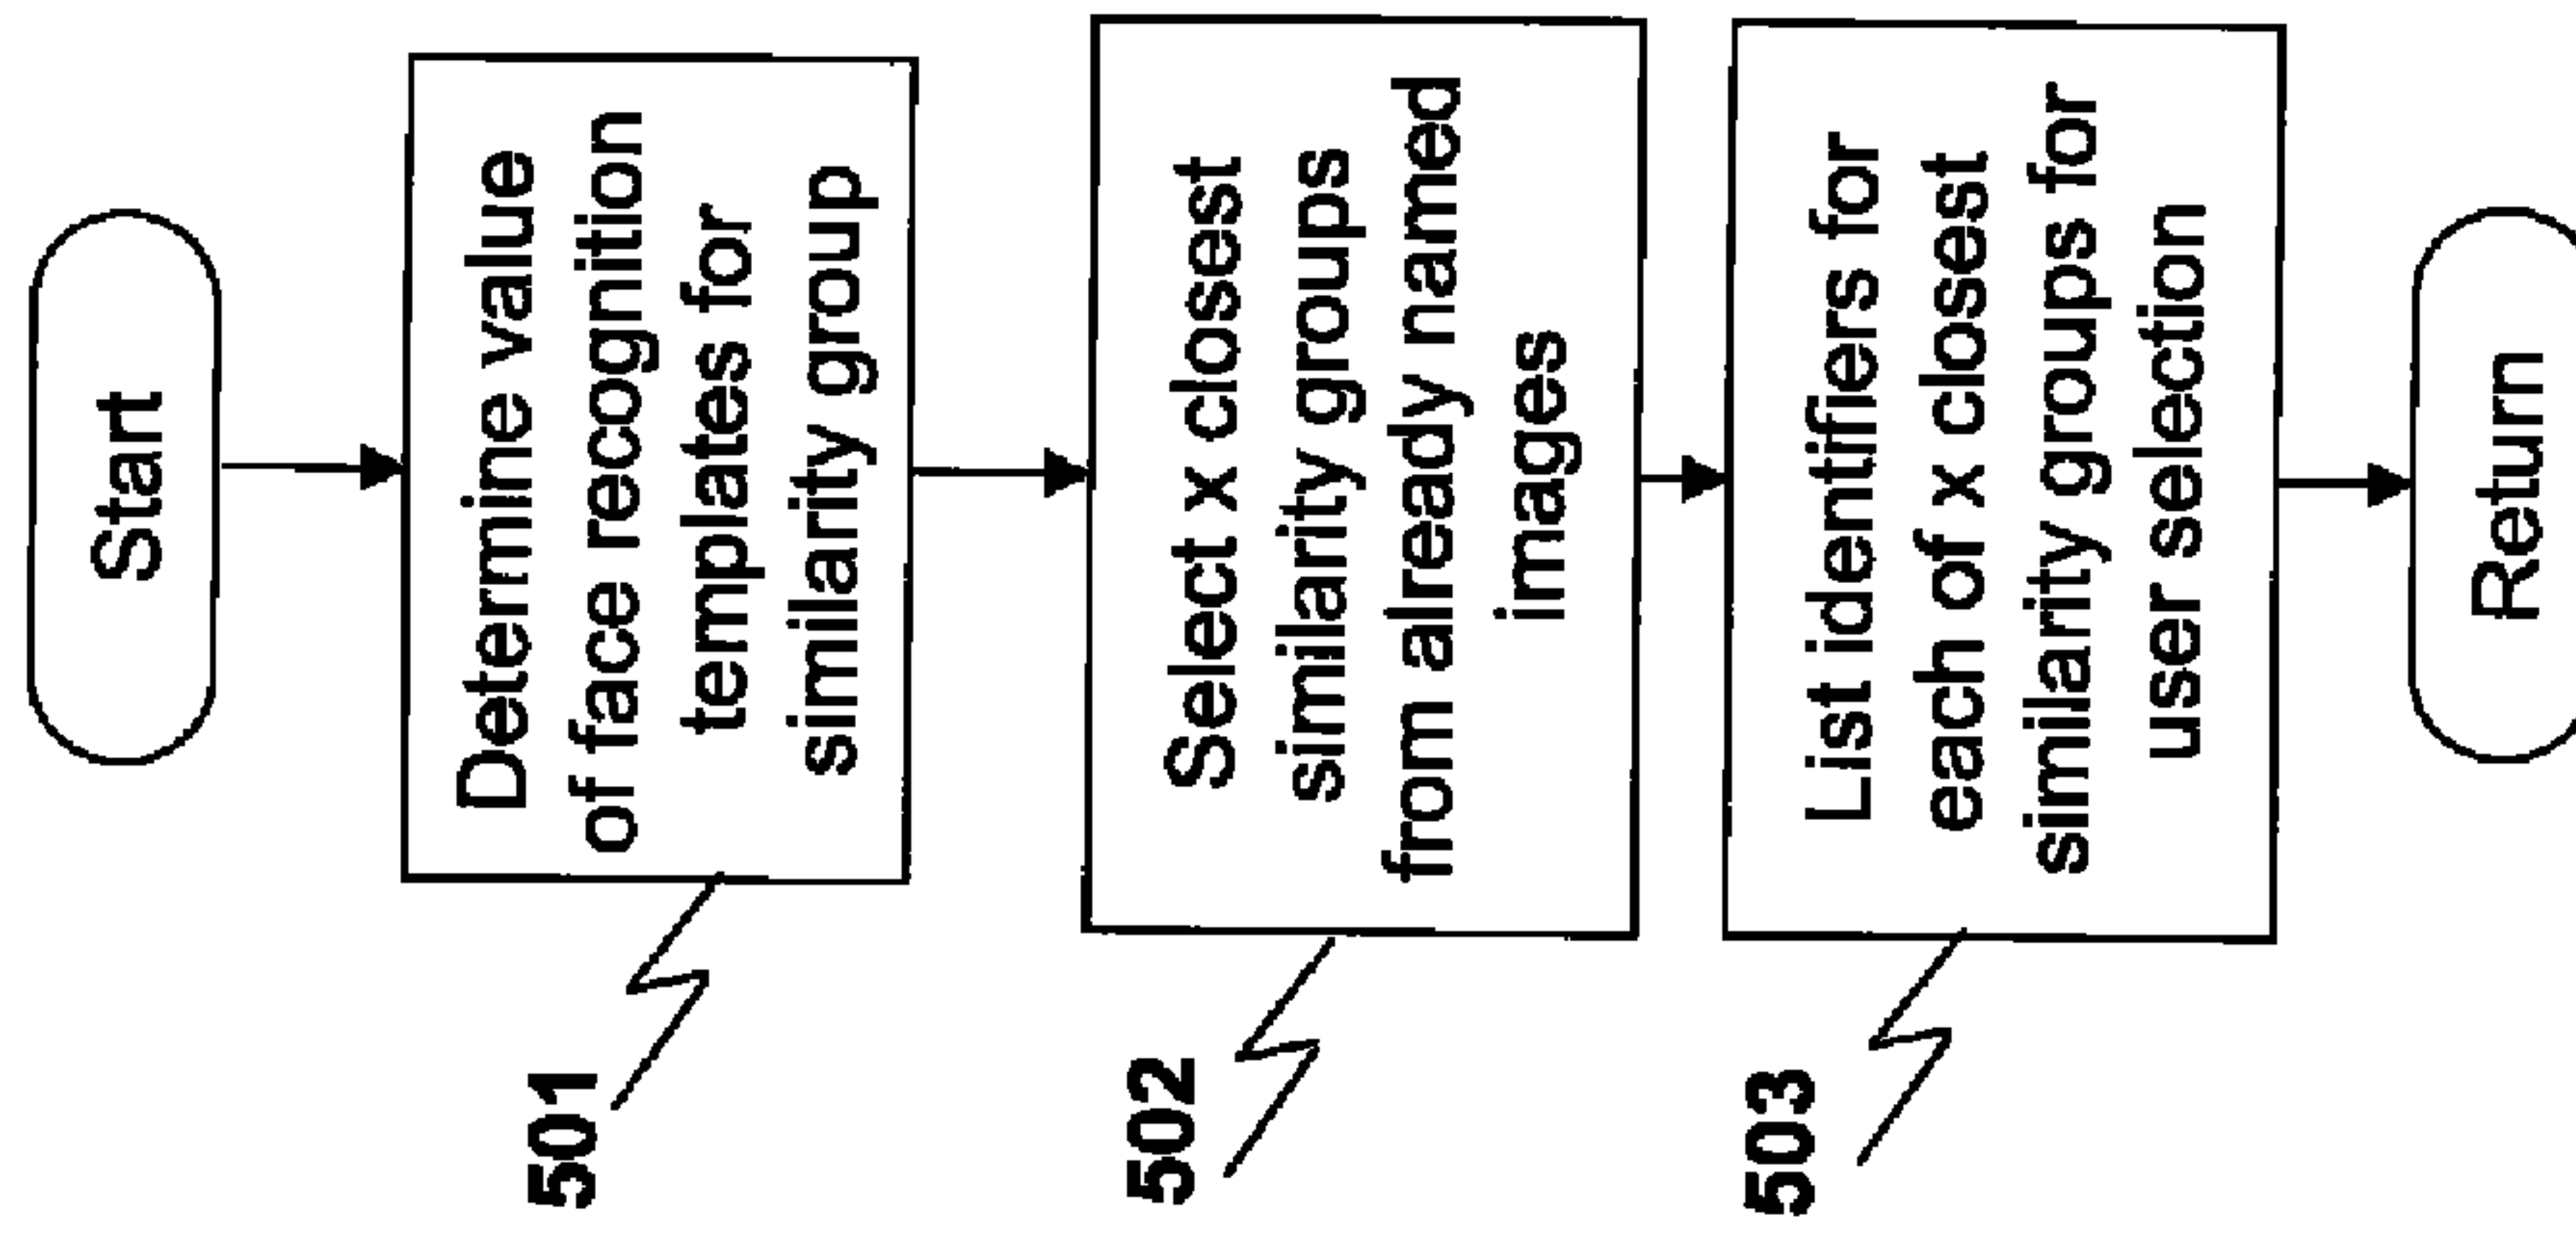 Start
501
Determine value
of face recognition
templates for
similarity group
502
Select x closest
similarity groups
from already named
images
503
List identifiers for
each of x closest
similarity groups for
user selection
Return